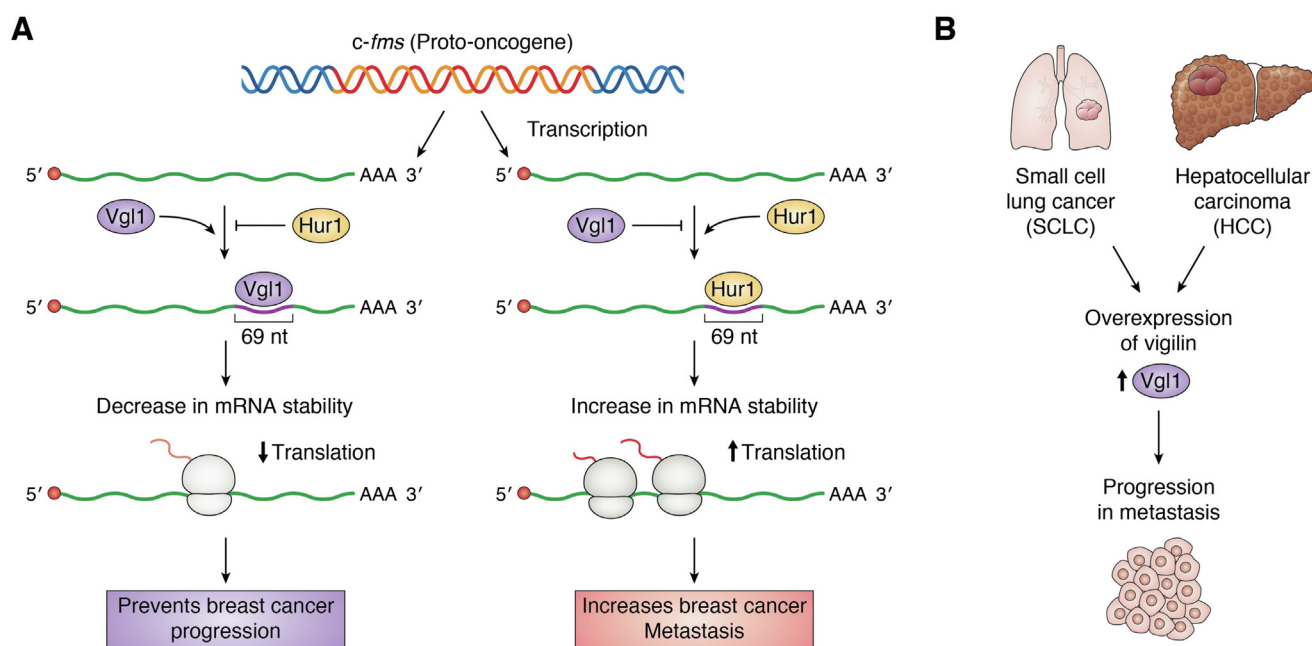 A
c-fms (Proto-oncogene)
Transcription
5′ AAA 3′
Vgl1
Hur1
5′ Vgl1 AAA 3′
69 nt
Decrease in mRNA stability
Translation
5′ AAA 3′
Prevents breast cancer
progression
5′ AAA 3′
Vgl1
Hur1
5′ Hur1 AAA 3′
69 nt
Increase in mRNA stability
Translation
5′ AAA 3′
Increases breast cancer
Metastasis
B
Small cell
lung cancer
(SCLC)
Hepatocellular
carcinoma
(HCC)
Overexpression
of vigilin
Vgl1
Progression
in metastasis